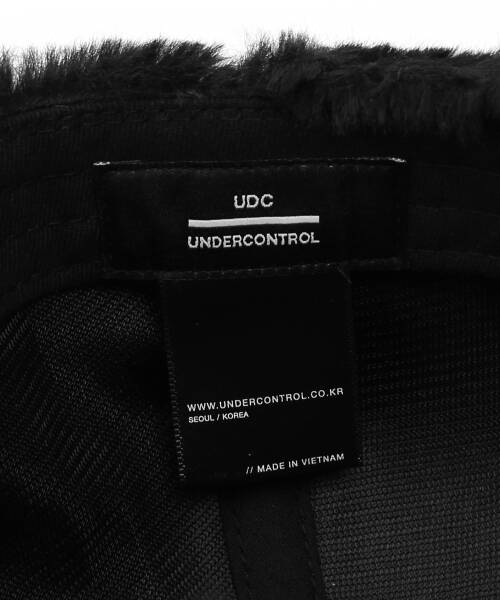 UDC
UNDERCONTROL
WWW.UNDERCONTROL.CO.KR
SEOUL / KOREA
// MADE IN VIETNAM